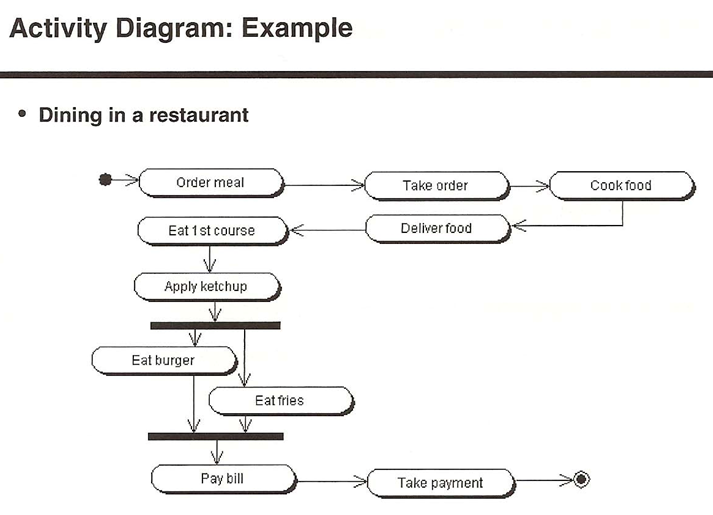 Activity Diagram: Example
• Dining in a restaurant
Order meal
Take order
Cook food
Eat 1st course
Deliver food
Apply ketchup
Eat burger
Eat fries
Pay bill
Take payment